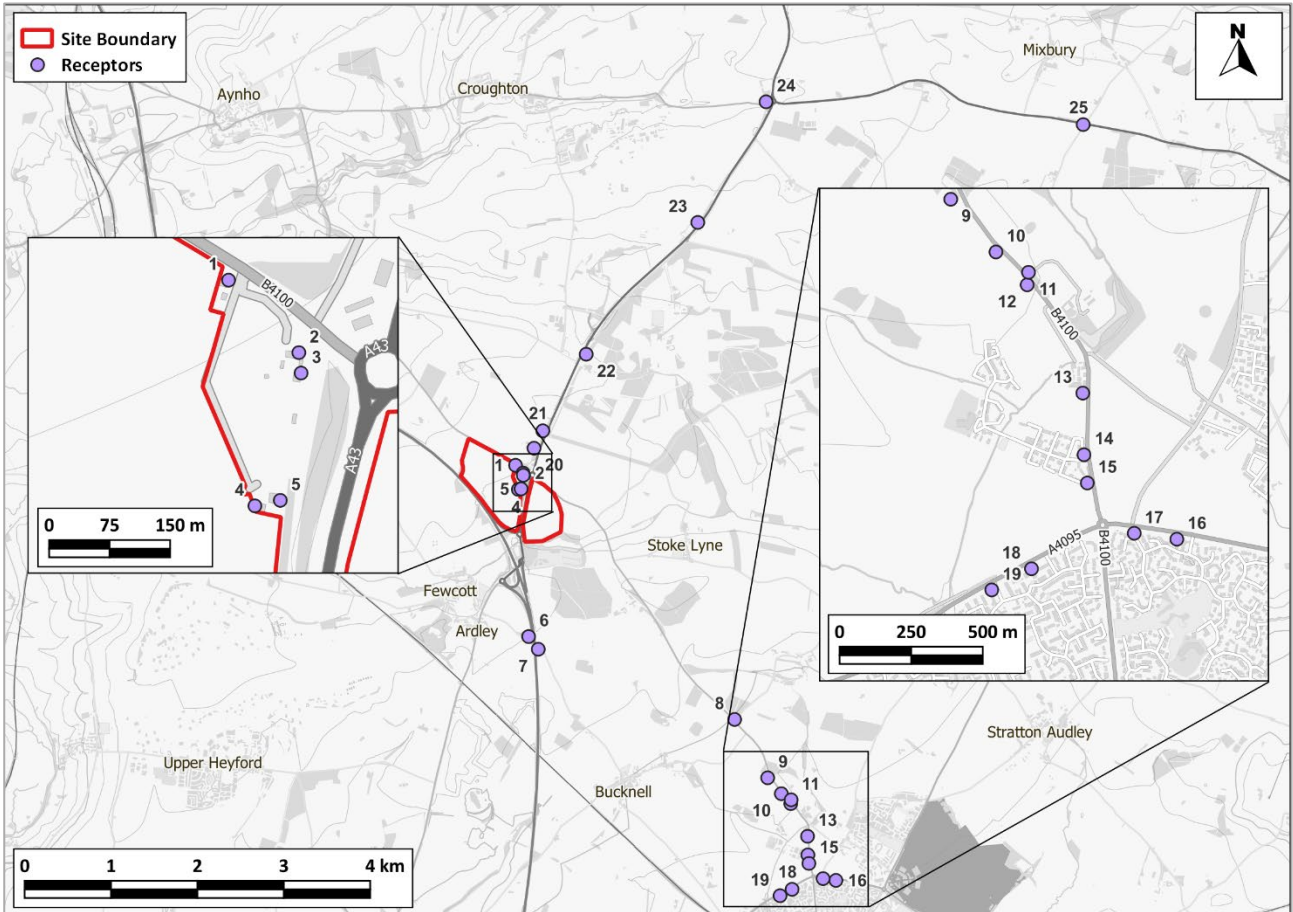 Site Boundary
Receptors
N
Mixbury
Aynho
Croughton
24
25
23
22
21
1
20
2
5
4
Stoke Lyne
Fewcott
Ardley
6
7
8
Stratton Audley
Upper Heyford
Bucknell
9
11
10
13
15
18
19
16
0 1 2 3 4 km
1
B4100
2
3
A43
A43
4
5
0 75 150 m
9
10
11
12
B4100
13
14
15
17
16
A4095
B4100
18
19
0 250 500 m